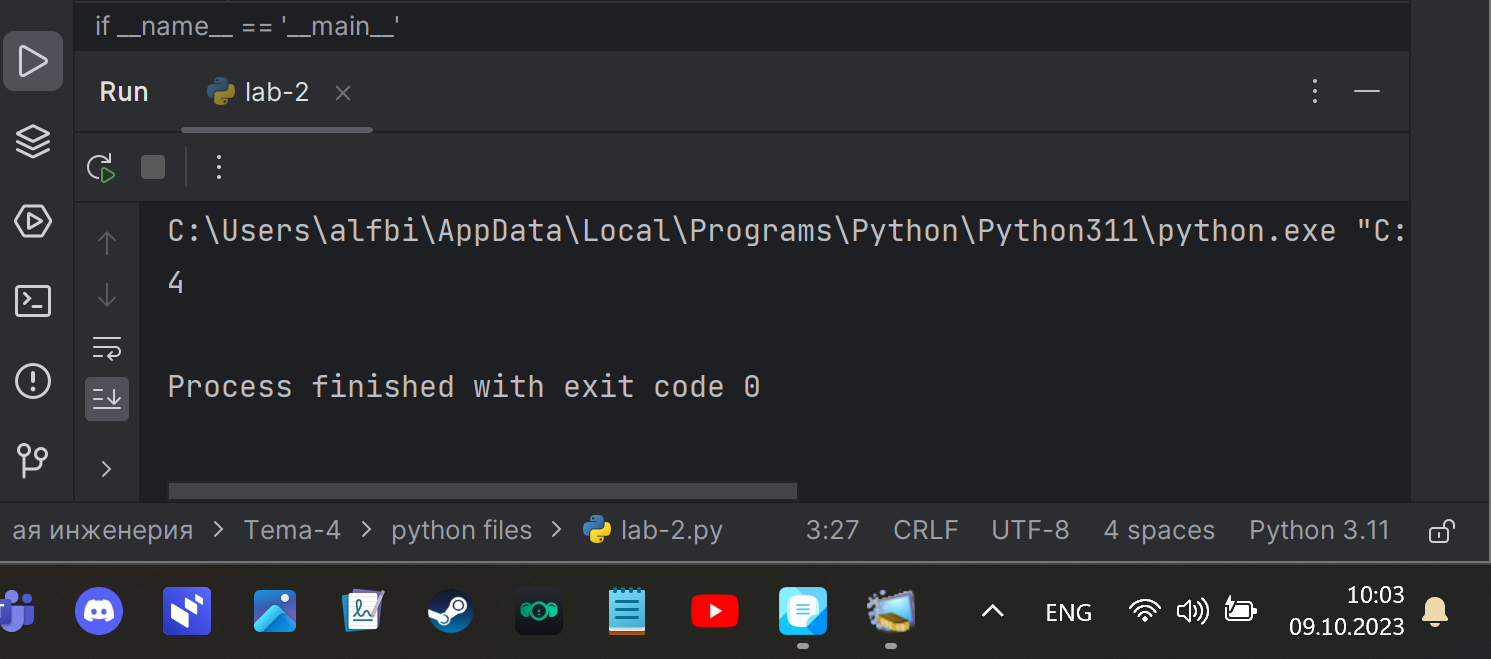 if __name__ == '__main__'
Run lab-2
C:\Users\alfbi\AppData\Local\Programs\Python\Python311\python.exe "C:
4
Process finished with exit code 0
ая инженерия > Tema-4 > python files > lab-2.py 3:27 CRLF UTF-8 4 spaces Python 3.11
ENG 10:03
09.10.2023